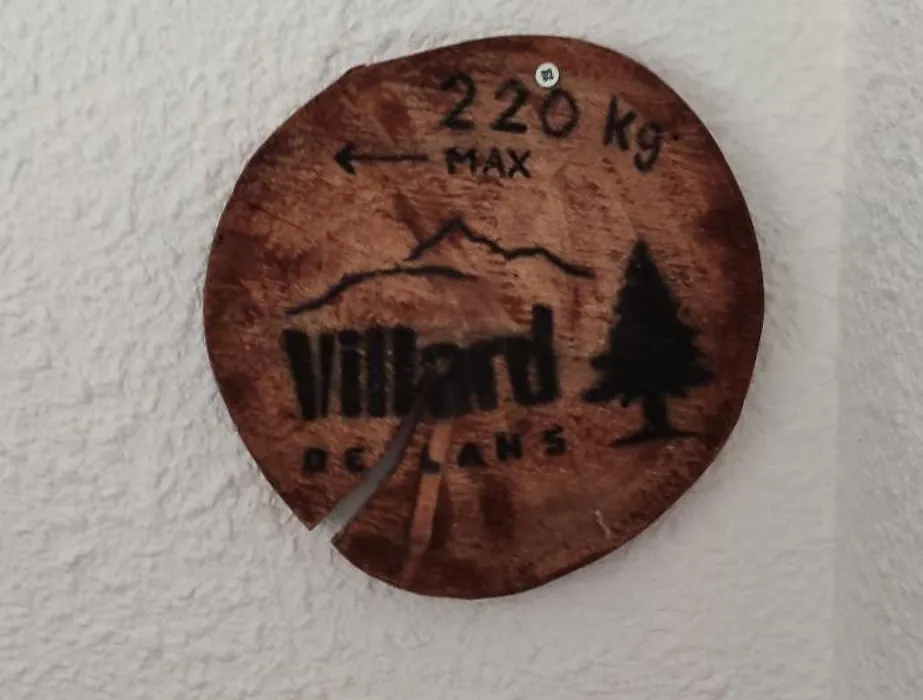 220 kg
← MAX
Villard
DE LANS